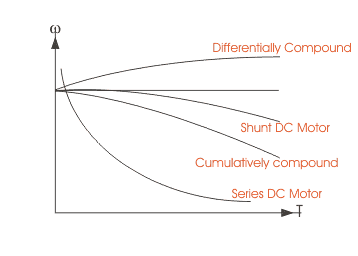 ω
Differentially Compound
Shunt DC Motor
Cumulatively compound
Series DC Motor
T